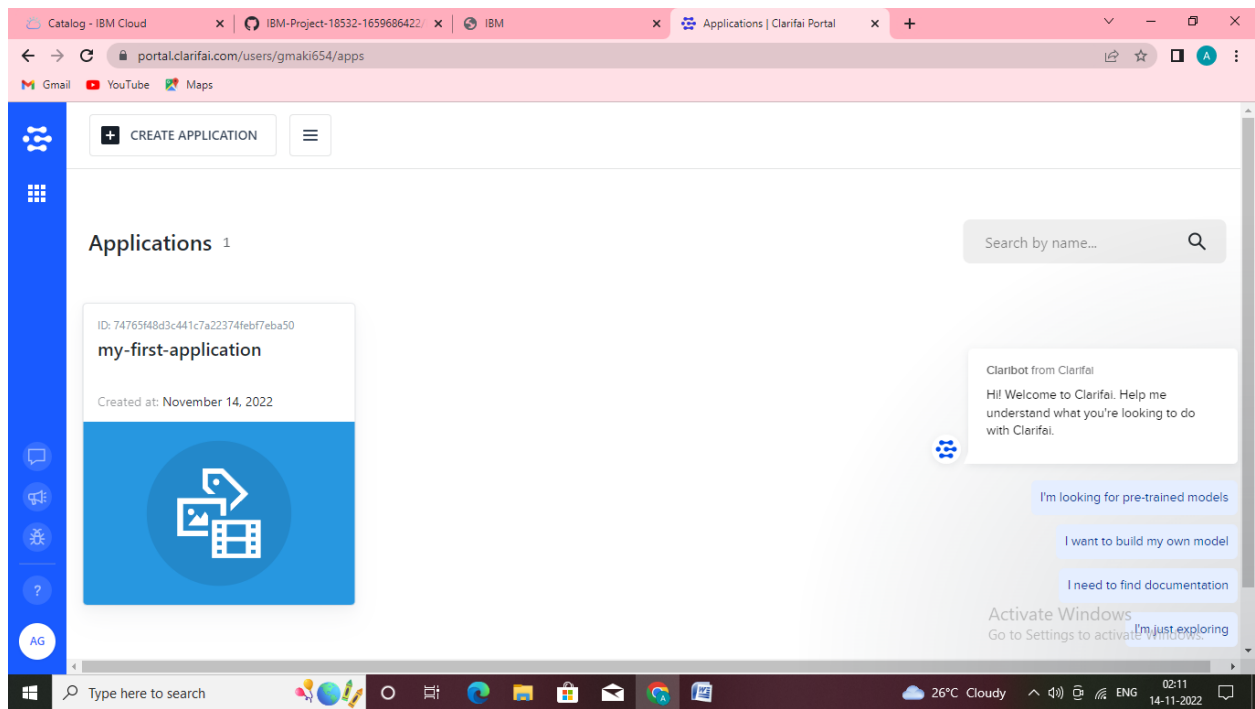 Catalog - IBM Cloud
IBM-Project-18532-1659686422/
IBM
Applications | Clarifai Portal
portal.clarifai.com/users/gmaki654/apps
A
Gmail
YouTube
Maps
CREATE APPLICATION
Applications 1
Search by name...
ID: 74765f48d3c441c7a22374febf7eba50
my-first-application
Created at: November 14, 2022
Claribot from Clarifai
Hi! Welcome to Clarifai. Help me
understand what you're looking to do
with Clarifai.
I'm looking for pre-trained models
I want to build my own model
I need to find documentation
I'm just exploring
Activate Windows
Go to Settings to activate Windows.
?
AG
Type here to search
26°C Cloudy
ENG
02:11
14-11-2022